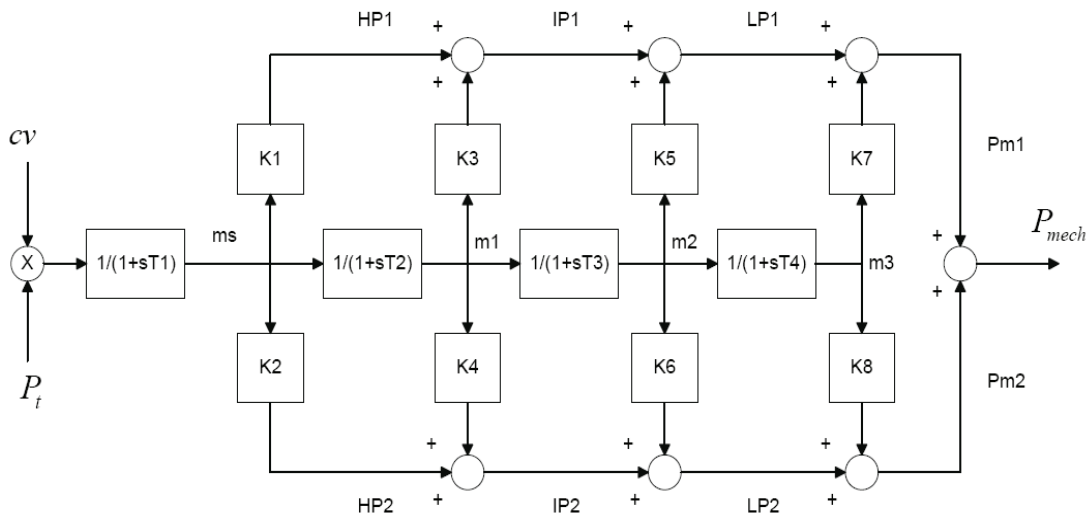 HP1 IP1 LP1
+ + +
+ + +
cv
K1 K3 K5 K7
Pm1
ms m1 m2 m3
P_mech
X 1/(1+sT1) 1/(1+sT2) 1/(1+sT3) 1/(1+sT4)
+
+
P_t
K2 K4 K6 K8
Pm2
+ + +
+ + +
HP2 IP2 LP2